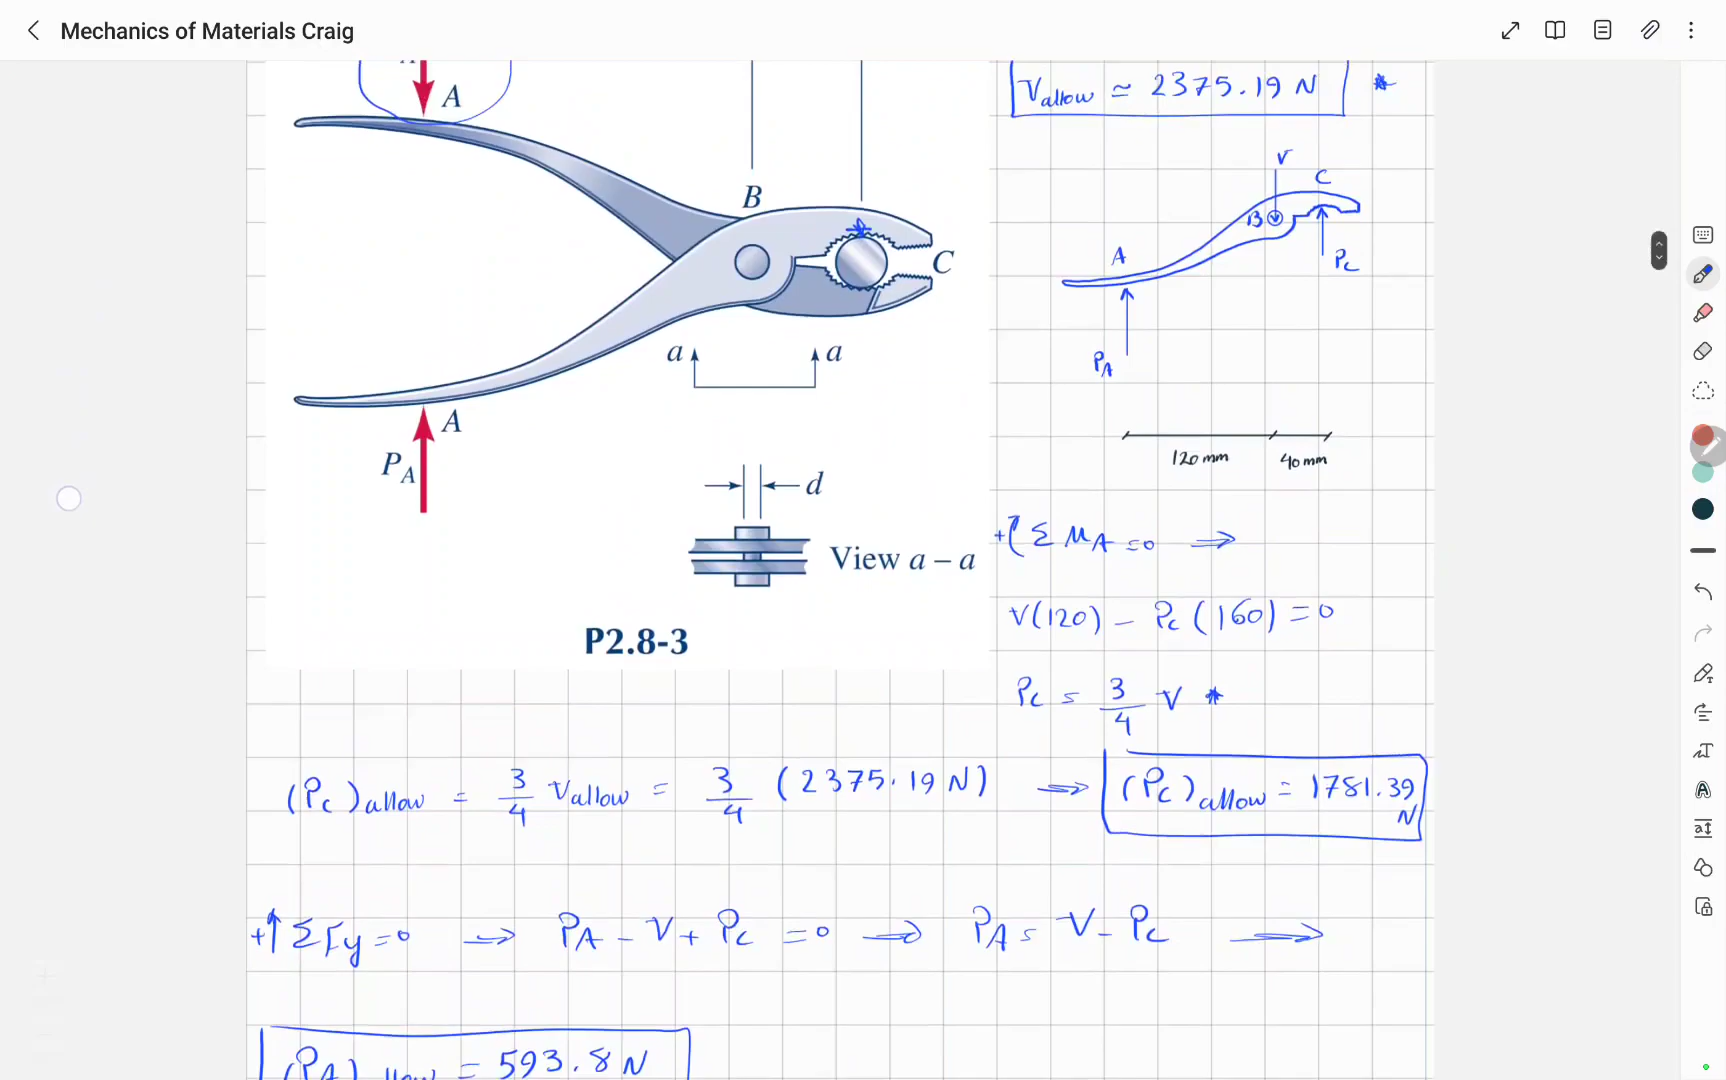 Mechanics of Materials Craig
A
B
C
a a
A
P_A
d
View a – a
P2.8-3
V_allow ≃ 2375.19 N *
V
C
B
A
P_C
P_A
120 mm 40 mm
+↑( Σ M_A = 0 ⇒
V(120) – P_C (160) = 0
P_C = 3/4 V *
(P_C)_allow = 3/4 V_allow = 3/4 (2375.19 N) ⇒ (P_C)_allow = 1781.39 N
+↑ Σ F_y = 0 → P_A – V + P_C = 0 → P_A = V – P_C →
(P_A) = 593.8 N